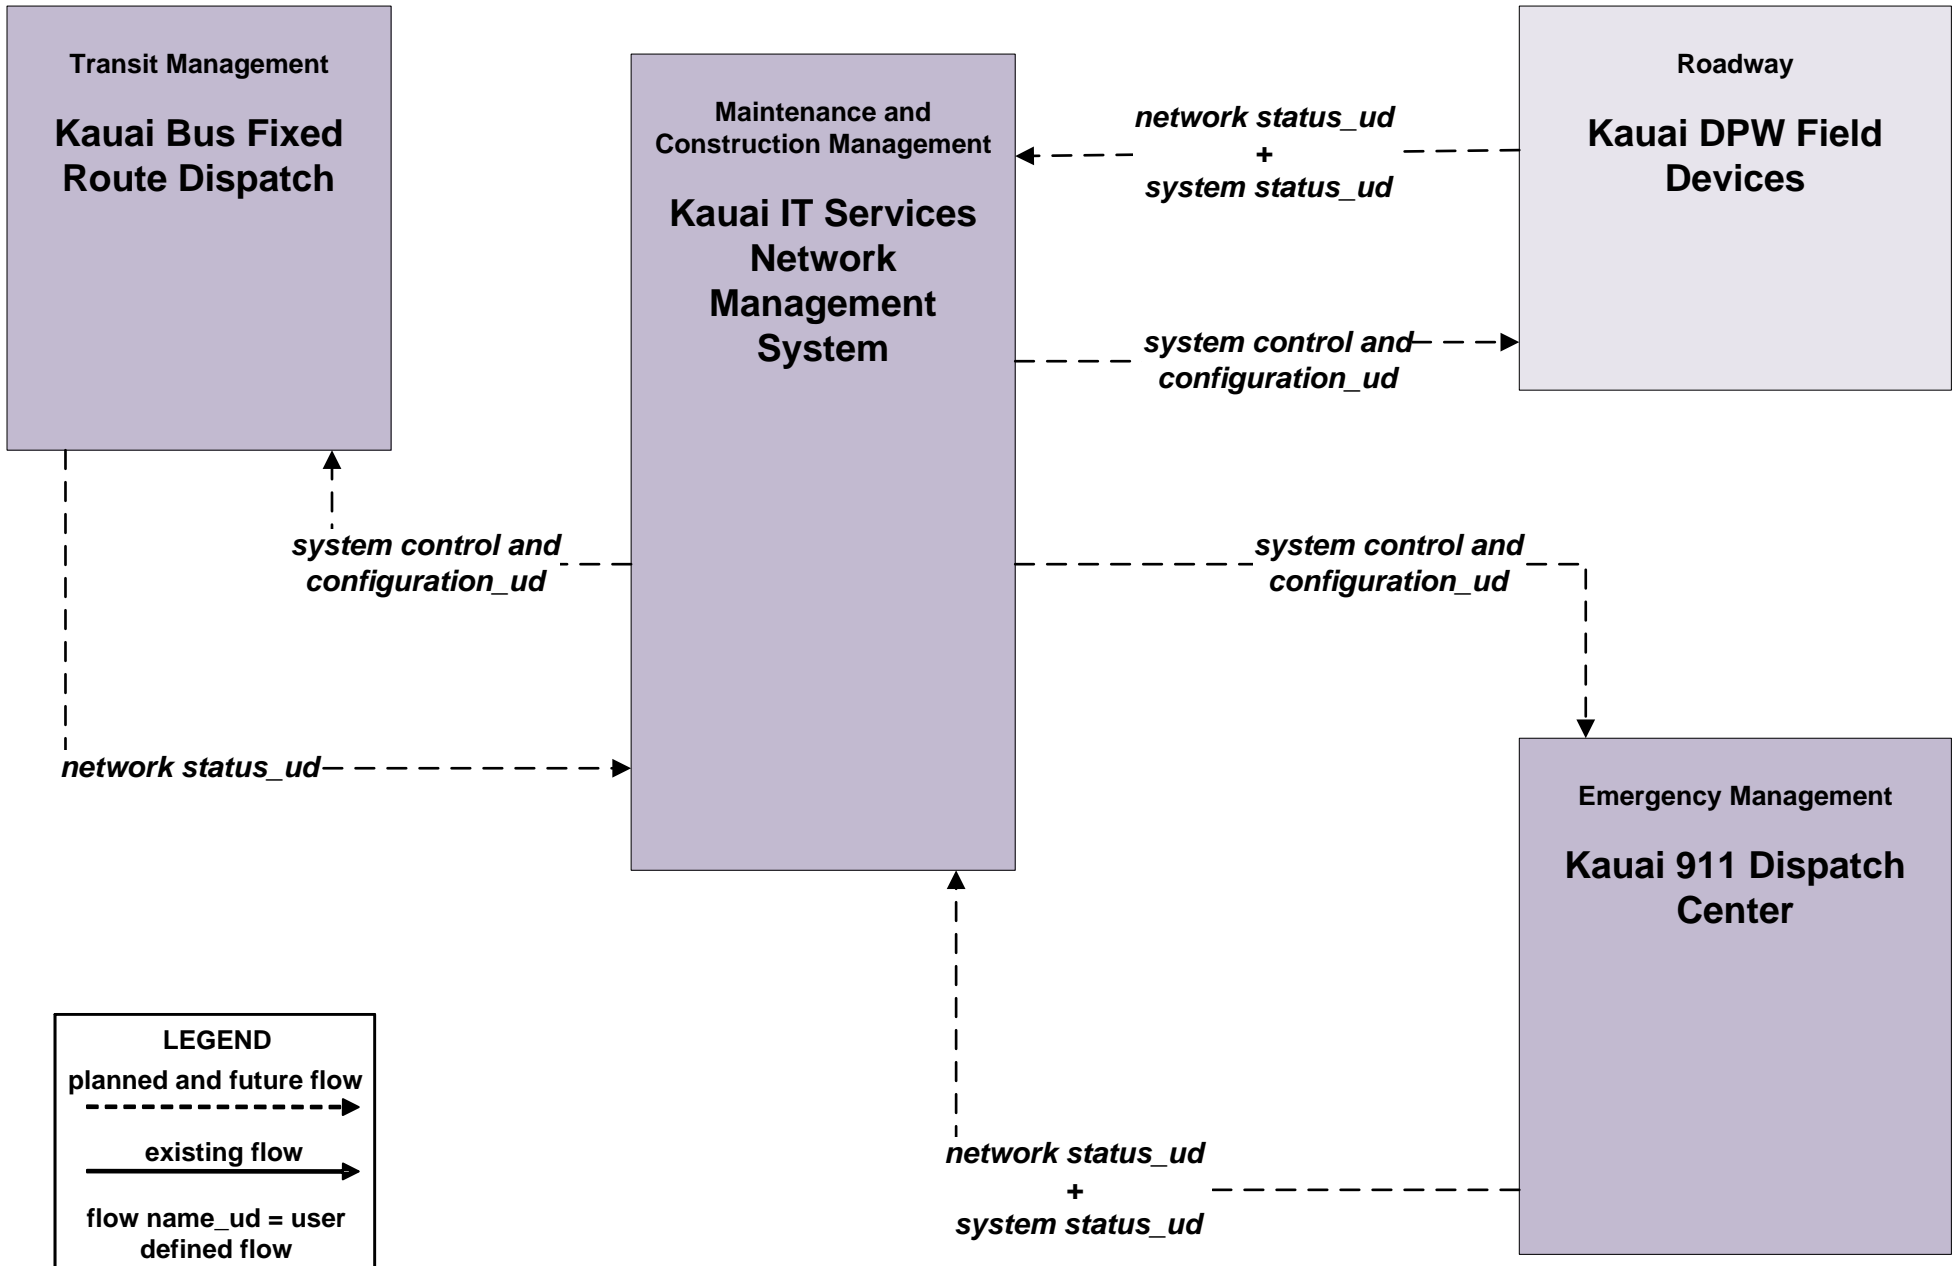 Transit Management
Kauai Bus Fixed
Route Dispatch
Maintenance and
Construction Management
Kauai IT Services
Network
Management
System
network status_ud
+
system status_ud
Roadway
Kauai DPW Field
Devices
system control and
configuration_ud
system control and
configuration_ud
system control and
configuration_ud
network status_ud
Emergency Management
Kauai 911 Dispatch
Center
network status_ud
+
system status_ud
LEGEND
planned and future flow
existing flow
flow name_ud = user
defined flow